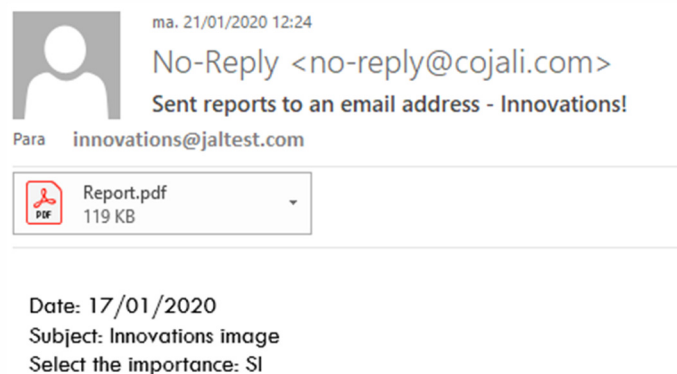 ma. 21/01/2020 12:24
No-Reply <no-reply@cojali.com>
Sent reports to an email address - Innovations!
Para innovations@jaltest.com
Report.pdf
PDF
119 KB
Date: 17/01/2020
Subject: Innovations image
Select the importance: SI